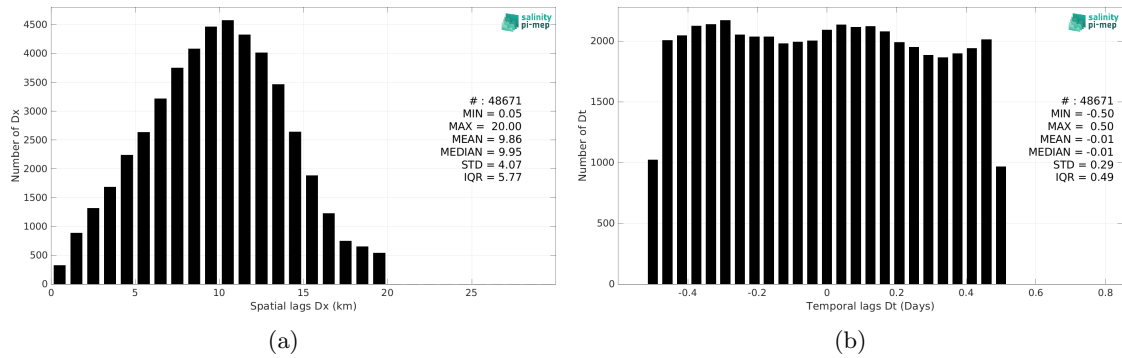 4500
4000
3500
3000
2500
2000
1500
1000
500
0
Number of Dx
salinity
pi-mep
# : 48671
MIN = 0.05
MAX = 20.00
MEAN = 9.86
MEDIAN = 9.95
STD = 4.07
IQR = 5.77
0 5 10 15 20 25
Spatial lags Dx (km)
(a)
2000
1500
1000
500
0
Number of Dt
salinity
pi-mep
# : 48671
MIN = -0.50
MAX = 0.50
MEAN = -0.01
MEDIAN = -0.01
STD = 0.29
IQR = 0.49
-0.4 -0.2 0 0.2 0.4 0.6 0.8
Temporal lags Dt (Days)
(b)